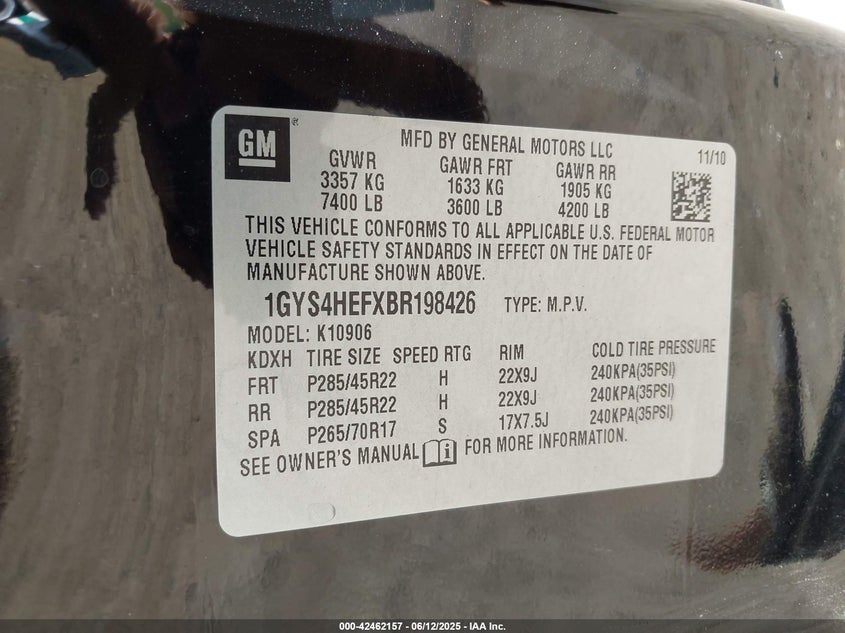 GM®
MFD BY GENERAL MOTORS LLC 11/10
GVWR GAWR FRT GAWR RR
3357 KG 1633 KG 1905 KG
7400 LB 3600 LB 4200 LB
THIS VEHICLE CONFORMS TO ALL APPLICABLE U.S. FEDERAL MOTOR
VEHICLE SAFETY STANDARDS IN EFFECT ON THE DATE OF
MANUFACTURE SHOWN ABOVE.
1GYS4HEFXBR198426 TYPE: M.P.V.
MODEL: K10906
KDXH TIRE SIZE SPEED RTG RIM COLD TIRE PRESSURE
FRT P285/45R22 H 22X9J 240KPA(35PSI)
RR P285/45R22 H 22X9J 240KPA(35PSI)
SPA P265/70R17 S 17X7.5J 240KPA(35PSI)
SEE OWNER'S MANUAL i FOR MORE INFORMATION.
000-42462157 - 06/12/2025 - IAA Inc.